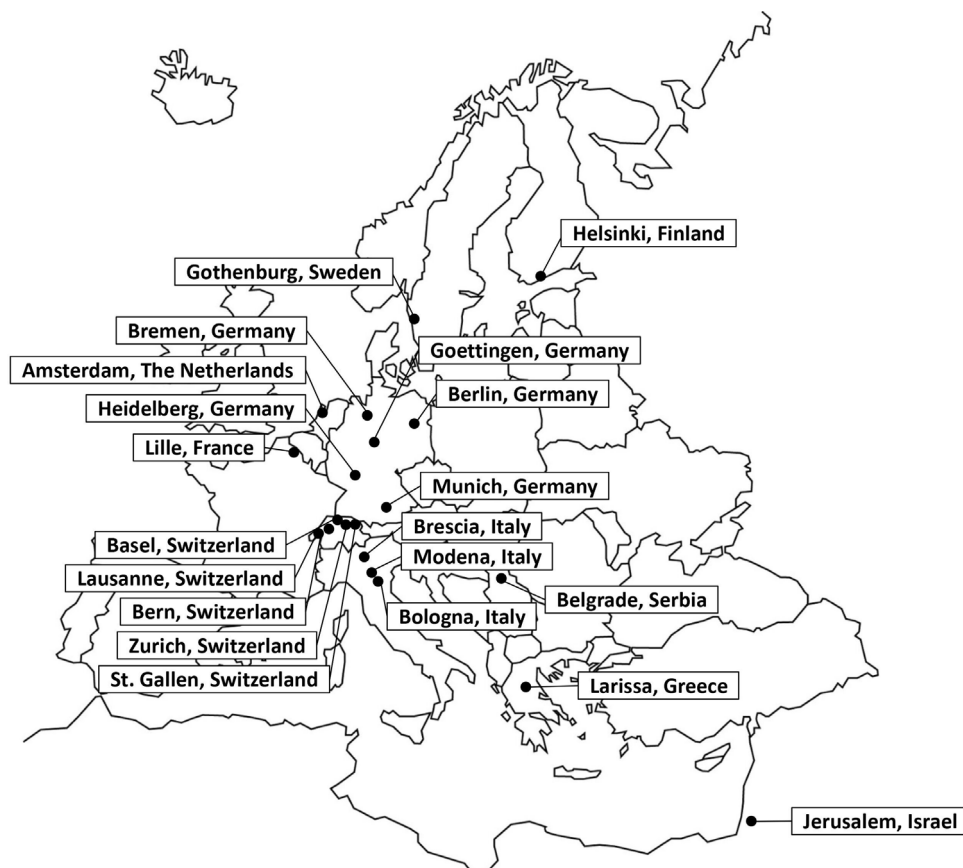 Helsinki, Finland
Gothenburg, Sweden
Bremen, Germany
Goettingen, Germany
Amsterdam, The Netherlands
Berlin, Germany
Heidelberg, Germany
Lille, France
Munich, Germany
Brescia, Italy
Basel, Switzerland
Modena, Italy
Lausanne, Switzerland
Belgrade, Serbia
Bern, Switzerland
Bologna, Italy
Zurich, Switzerland
St. Gallen, Switzerland
Larissa, Greece
Jerusalem, Israel